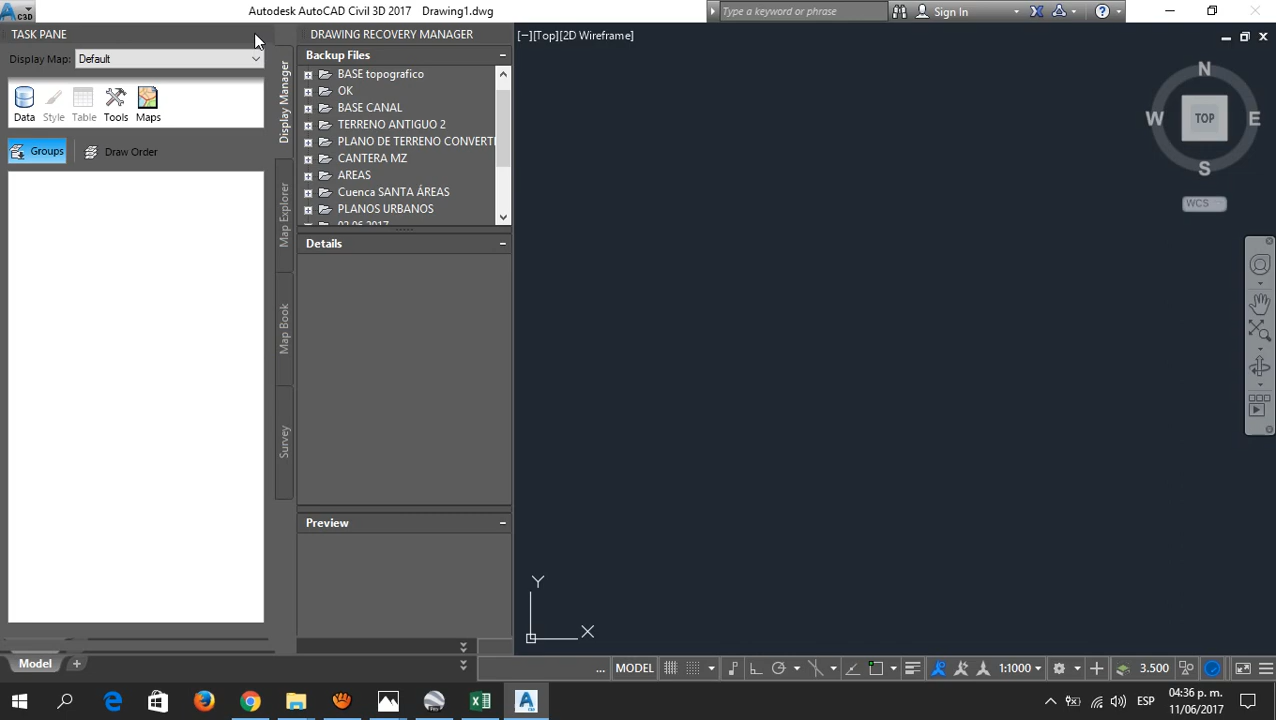 Autodesk AutoCAD Civil 3D 2017 Drawing1.dwg
Type a keyword or phrase
Sign In
C3D
TASK PANE
Display Map: Default
Data Style Table Tools Maps
Groups Draw Order
Display Manager
Map Explorer
Map Book
Survey
DRAWING RECOVERY MANAGER
Backup Files
BASE topografico
OK
BASE CANAL
TERRENO ANTIGUO 2
PLANO DE TERRENO CONVERTI
CANTERA MZ
AREAS
Cuenca SANTA ÁREAS
PLANOS URBANOS
03.06.2017
Details
Preview
[−][Top][2D Wireframe]
N
W TOP E
S
WCS
Y
X
Model +
... MODEL 1:1000 3.500
ESP
04:36 p. m.
11/06/2017